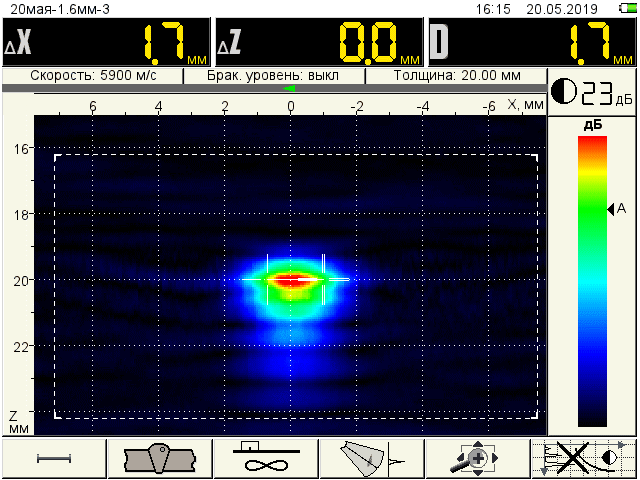 20мая-1.6мм-3 16:15 20.05.2019
ΔX 1.7 мм ΔZ 0.0 мм D 1.7 мм
Скорость: 5900 м/с Брак. уровень: выкл Толщина: 20.00 мм
23 дБ
6 4 2 0 -2 -4 -6 X, мм
дБ
16
18
A
20
22
Z
мм